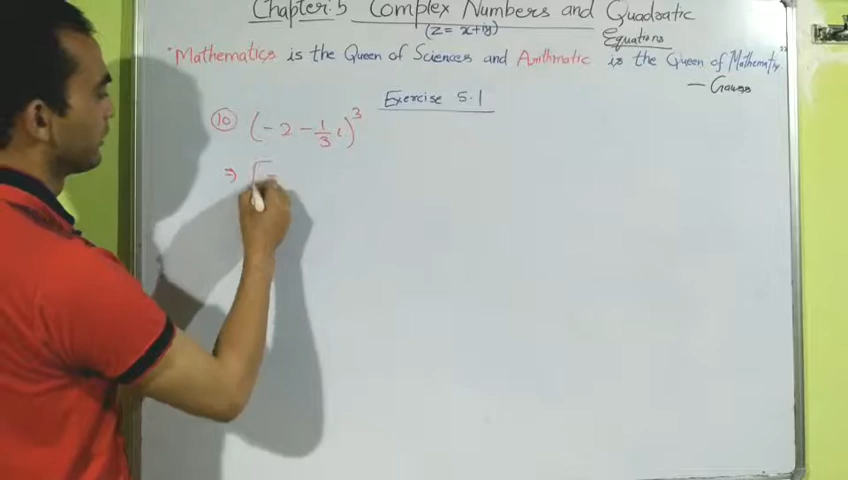 Chapter:5 Complex Numbers and Quadratic
(z = x+iy) Equations
"Mathematics is the Queen of Sciences and Arithmatic is the Queen of Mathematics"
— Gauss
Exercise 5.1
(10) (-2 - 1/3 i)³
⇒ [-